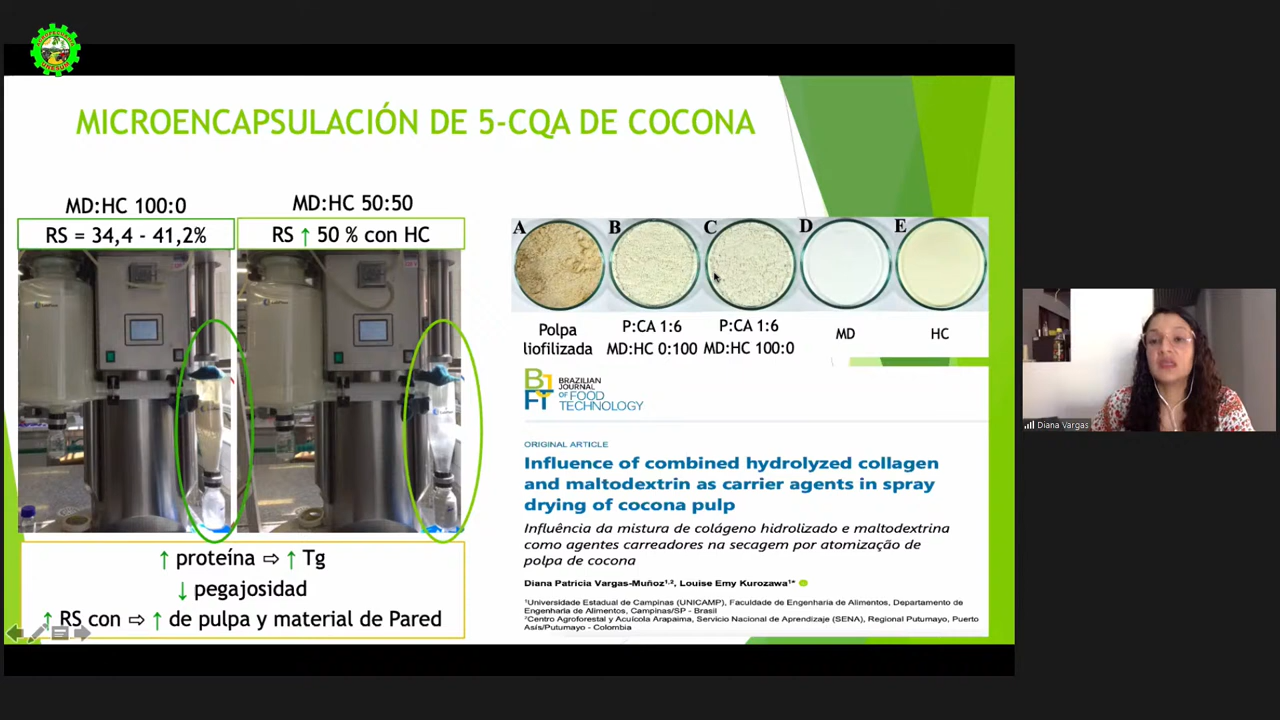 AGROPECUARIA
UNESUM
MICROENCAPSULACIÓN DE 5-CQA DE COCONA
MD:HC 100:0
RS = 34,4 - 41,2%
MD:HC 50:50
RS ↑ 50 % con HC
↑ proteína ⇨ ↑ Tg
↓ pegajosidad
↑ RS con ⇨ ↑ de pulpa y material de Pared
A B C D E
Polpa
liofilizada
P:CA 1:6
MD:HC 0:100
P:CA 1:6
MD:HC 100:0
MD
HC
BRAZILIAN
JOURNAL
OF FOOD
TECHNOLOGY
ORIGINAL ARTICLE
Influence of combined hydrolyzed collagen
and maltodextrin as carrier agents in spray
drying of cocona pulp
Influência da mistura de colágeno hidrolizado e maltodextrina
como agentes carreadores na secagem por atomização de
polpa de cocona
Diana Patricia Vargas-Muñoz¹˒², Louise Emy Kurozawa¹*
¹Universidade Estadual de Campinas (UNICAMP), Faculdade de Engenharia de Alimentos, Departamento de
Engenharia de Alimentos, Campinas/SP - Brasil
²Centro Agroforestal y Acuícola Arapaima, Servicio Nacional de Aprendizaje (SENA), Regional Putumayo, Puerto
Asís/Putumayo - Colombia
Diana Vargas